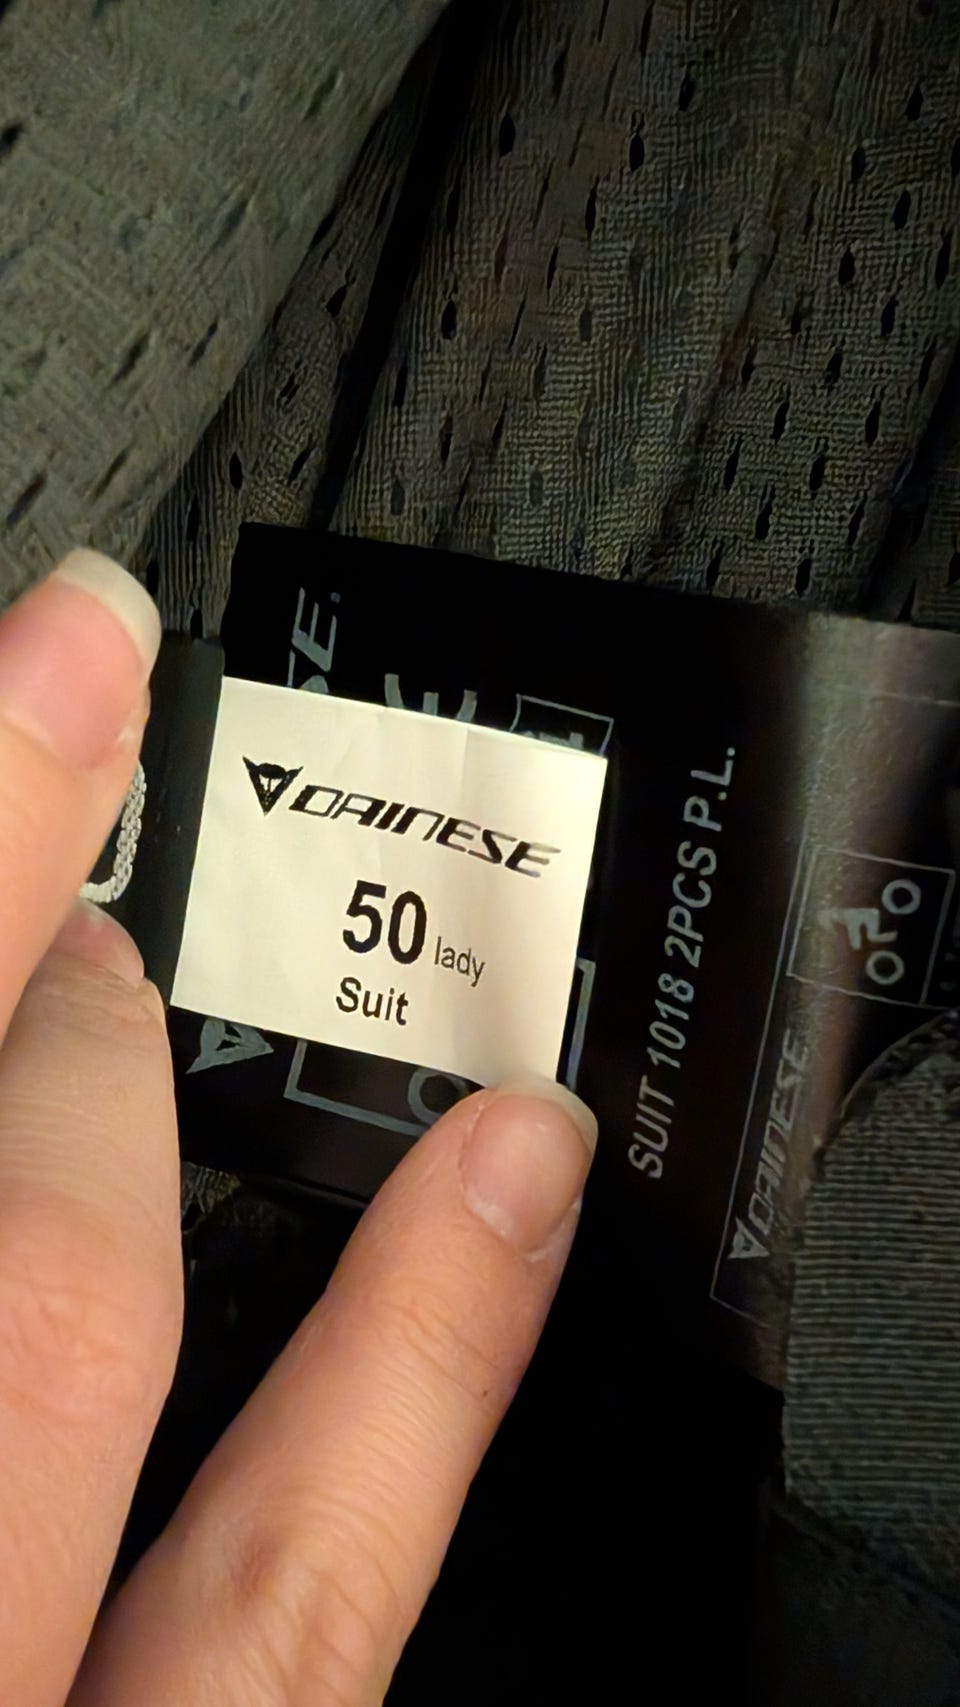 DAINESE
50 lady
Suit
SUIT 1018 2PCS P.L.
DAINESE